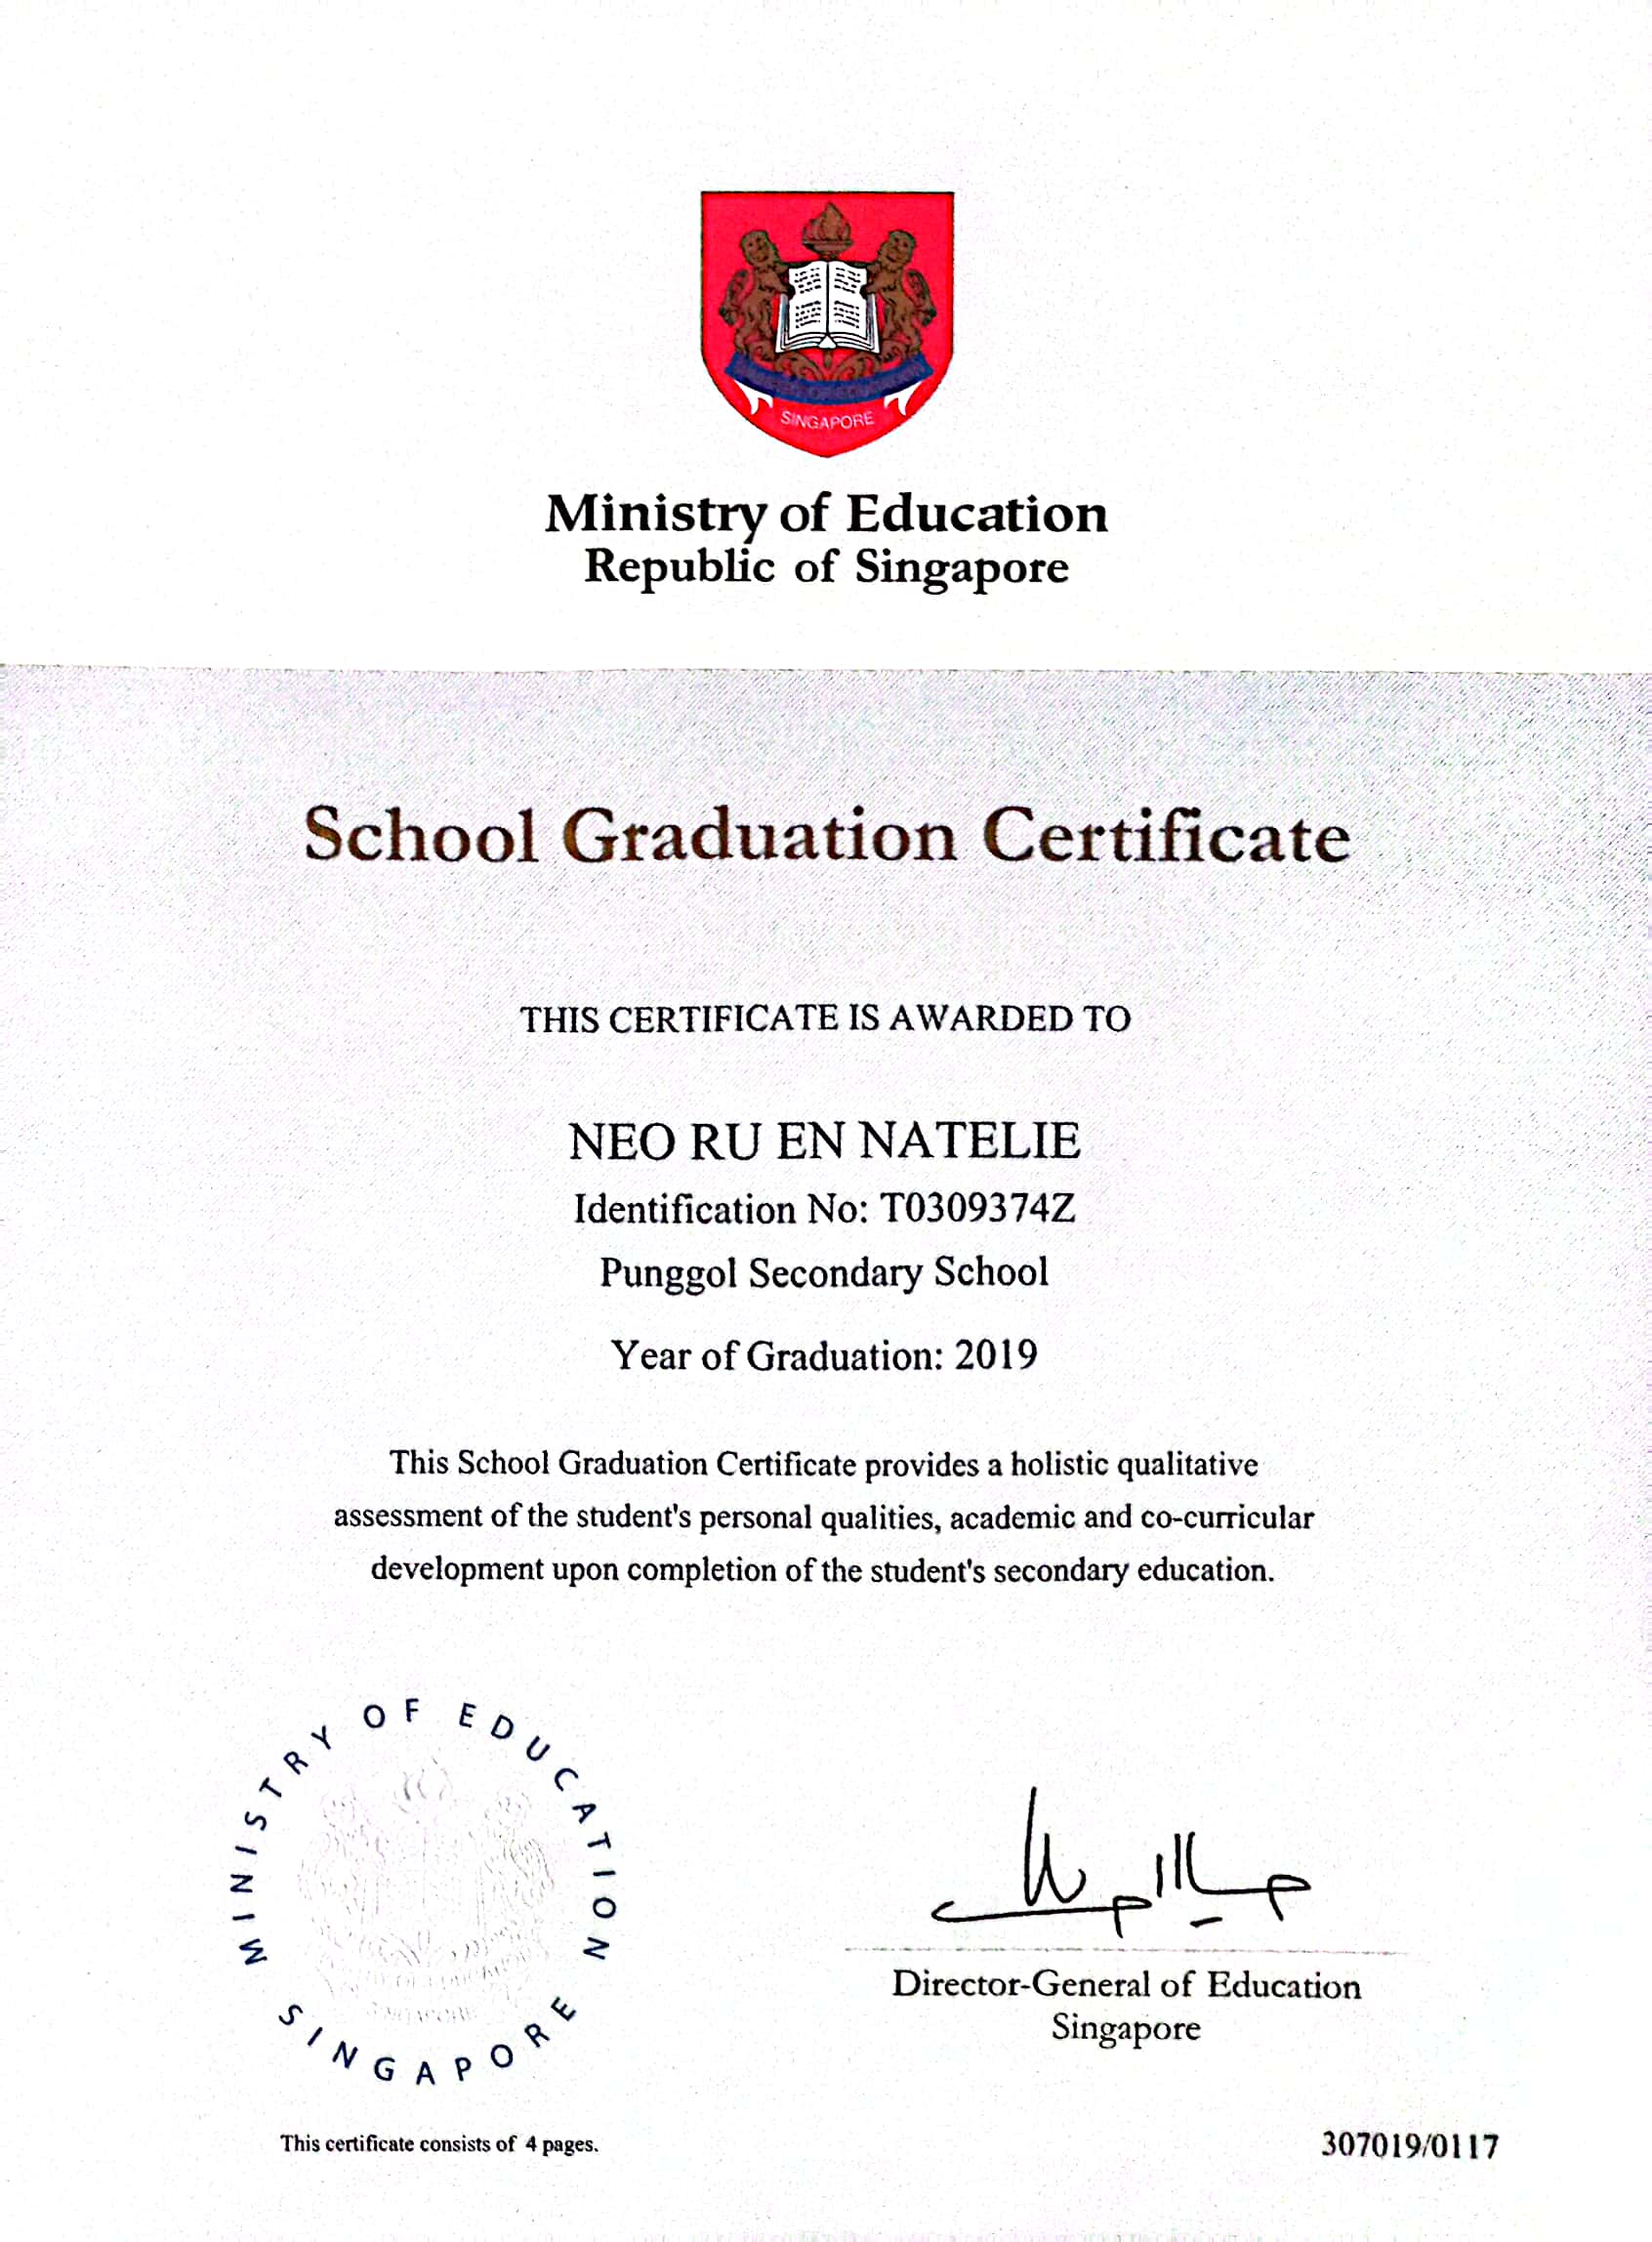 SINGAPORE
Ministry of Education
Republic of Singapore
School Graduation Certificate
THIS CERTIFICATE IS AWARDED TO
NEO RU EN NATELIE
Identification No: T0309374Z
Punggol Secondary School
Year of Graduation: 2019
This School Graduation Certificate provides a holistic qualitative
assessment of the student's personal qualities, academic and co-curricular
development upon completion of the student's secondary education.
MINISTRY OF EDUCATION
SINGAPORE
Director-General of Education
Singapore
This certificate consists of 4 pages.
307019/0117